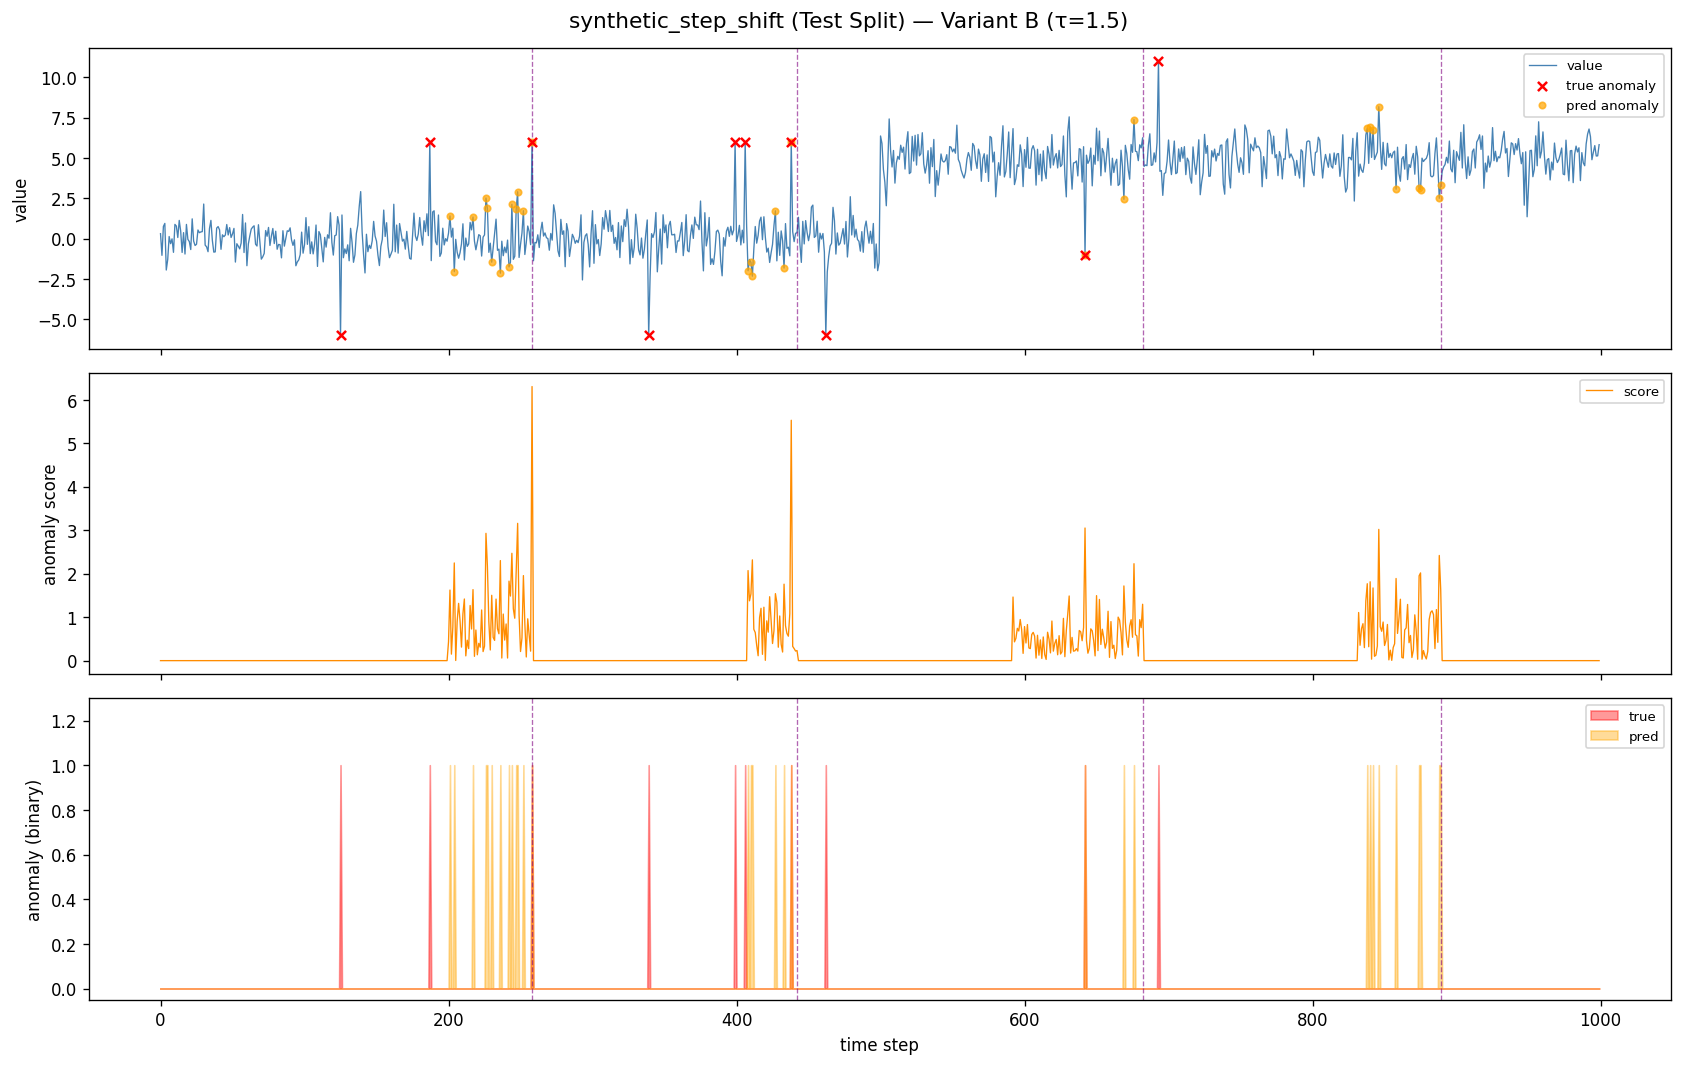 synthetic_step_shift (Test Split) — Variant B (τ=1.5)
value
10.0
7.5
5.0
2.5
0.0
−2.5
−5.0
value
true anomaly
pred anomaly
anomaly score
6
5
4
3
2
1
0
score
anomaly (binary)
1.2
1.0
0.8
0.6
0.4
0.2
0.0
true
pred
0 200 400 600 800 1000
time step